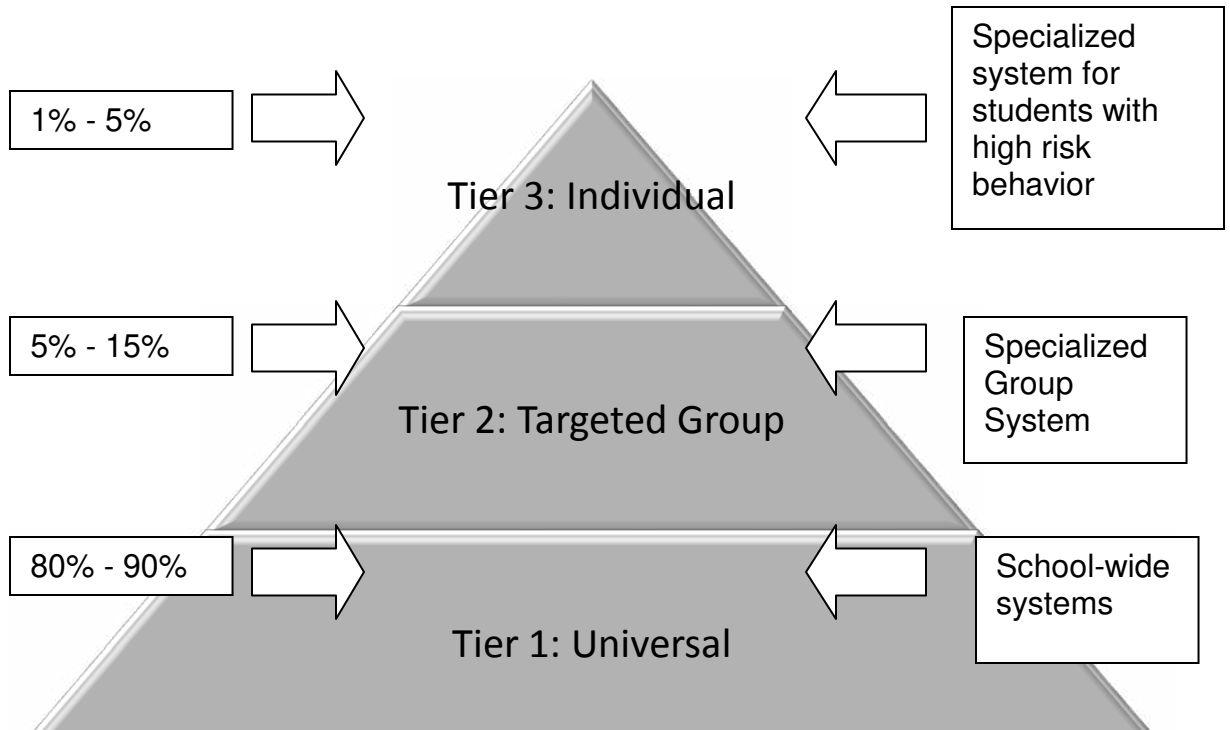 1% - 5%
Specialized
system for
students with
high risk
behavior
Tier 3: Individual
5% - 15%
Specialized
Group
System
Tier 2: Targeted Group
80% - 90%
School-wide
systems
Tier 1: Universal